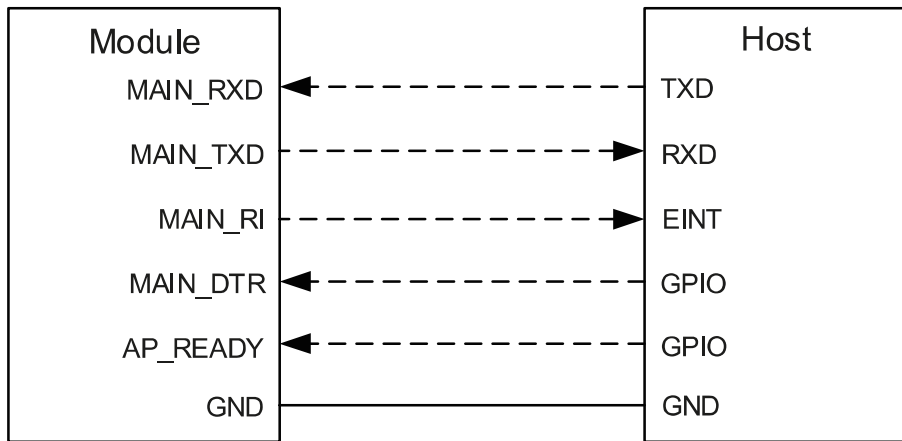 Module
Host
MAIN_RXD
TXD
MAIN_TXD
RXD
MAIN_RI
EINT
MAIN_DTR
GPIO
AP_READY
GPIO
GND
GND